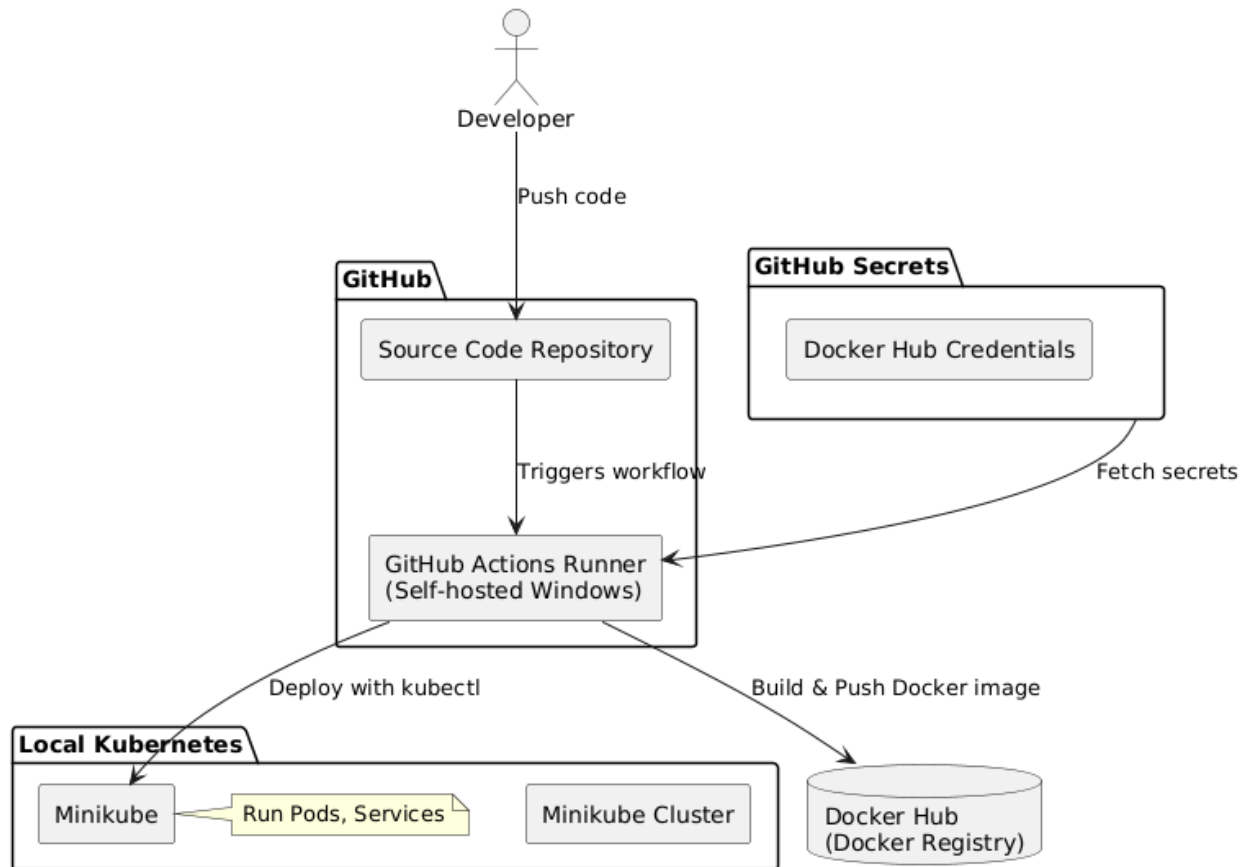 Developer
Push code
GitHub
GitHub Secrets
Source Code Repository
Docker Hub Credentials
Triggers workflow
Fetch secrets
GitHub Actions Runner
(Self-hosted Windows)
Deploy with kubectl
Build & Push Docker image
Local Kubernetes
Minikube
Run Pods, Services
Minikube Cluster
Docker Hub
(Docker Registry)